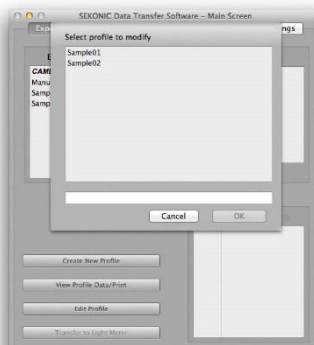 SEKONIC Data Transfer Software – Main Screen
Select profile to modify
Sample01
Sample02
Cancel
OK
Create New Profile
View Profile Data/Print
Edit Profile
Transfer to Light Meter